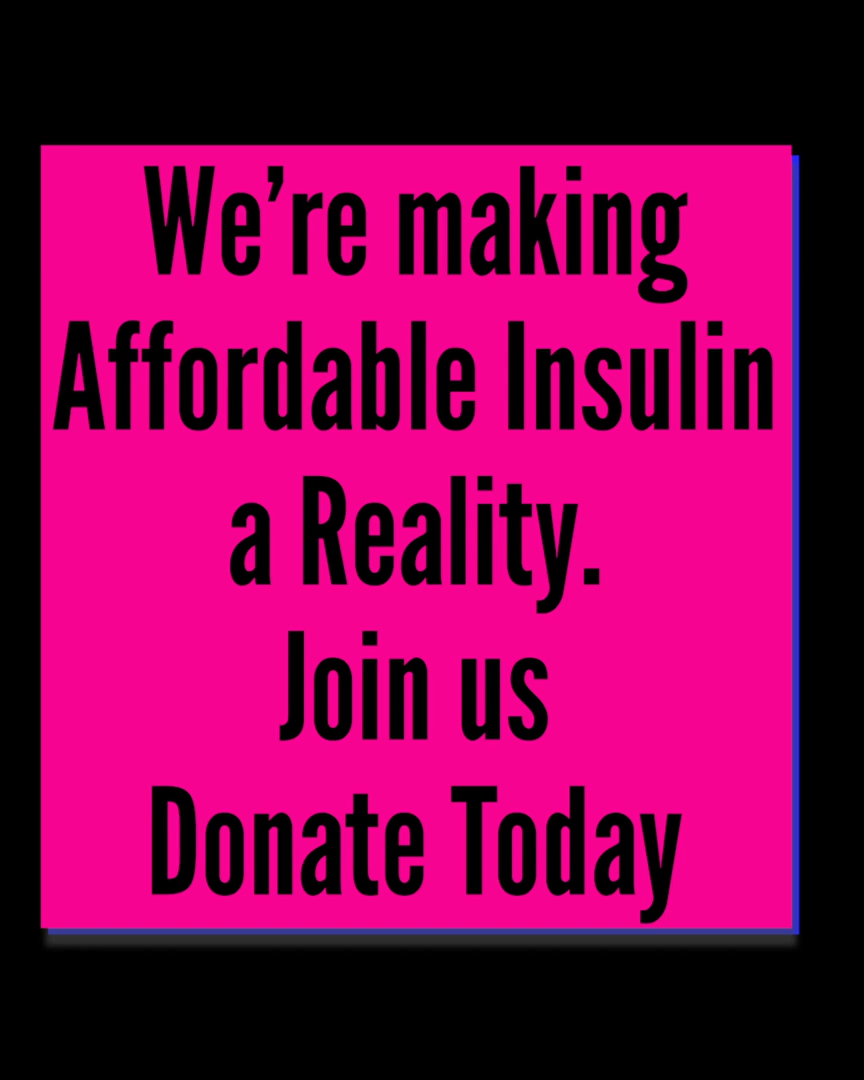 We’re making
Affordable Insulin
a Reality.
Join us
Donate Today